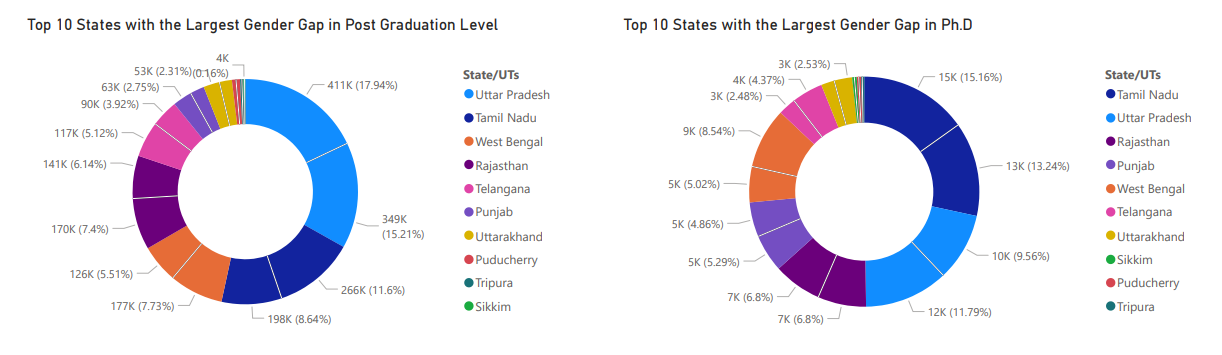 Top 10 States with the Largest Gender Gap in Post Graduation Level
4K
(0.16%)
53K (2.31%)
63K (2.75%)
90K (3.92%)
117K (5.12%)
141K (6.14%)
170K (7.4%)
126K (5.51%)
177K (7.73%)
198K (8.64%)
266K (11.6%)
349K
(15.21%)
411K (17.94%)
State/UTs
Uttar Pradesh
Tamil Nadu
West Bengal
Rajasthan
Telangana
Punjab
Uttarakhand
Puducherry
Tripura
Sikkim
Top 10 States with the Largest Gender Gap in Ph.D
3K (2.53%)
4K (4.37%)
3K (2.48%)
9K (8.54%)
5K (5.02%)
5K (4.86%)
5K (5.29%)
7K (6.8%)
7K (6.8%)
12K (11.79%)
10K (9.56%)
13K (13.24%)
15K (15.16%)
State/UTs
Tamil Nadu
Uttar Pradesh
Rajasthan
Punjab
West Bengal
Telangana
Uttarakhand
Sikkim
Puducherry
Tripura